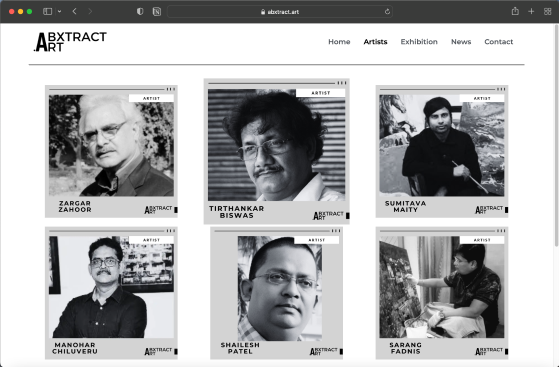 abxtract.art
ABXTRACT
.ART
Home Artists Exhibition News Contact
ARTIST
ZARGAR
ZAHOOR
ABXTRACT
ART
ARTIST
TIRTHANKAR
BISWAS
ABXTRACT
ART
ARTIST
SUMITAVA
MAITY
ABXTRACT
ART
ARTIST
MANOHAR
CHILUVERU
ABXTRACT
ART
ARTIST
SHAILESH
PATEL
ABXTRACT
ART
ARTIST
SARANG
FADNIS
ABXTRACT
ART